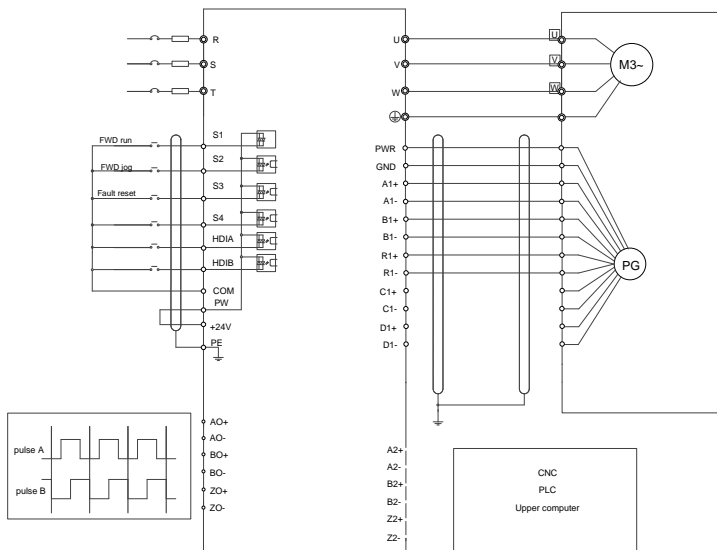 R
S
T
U
V
W
U
V
W
M3~
FWD run
FWD jog
Fault reset
S1
S2
S3
S4
HDIA
HDIB
COM
PW
+24V
PE
PWR
GND
A1+
A1-
B1+
B1-
R1+
R1-
C1+
C1-
D1+
D1-
PG
pulse A
pulse B
AO+
AO-
BO+
BO-
ZO+
ZO-
A2+
A2-
B2+
B2-
Z2+
Z2-
CNC
PLC
Upper computer